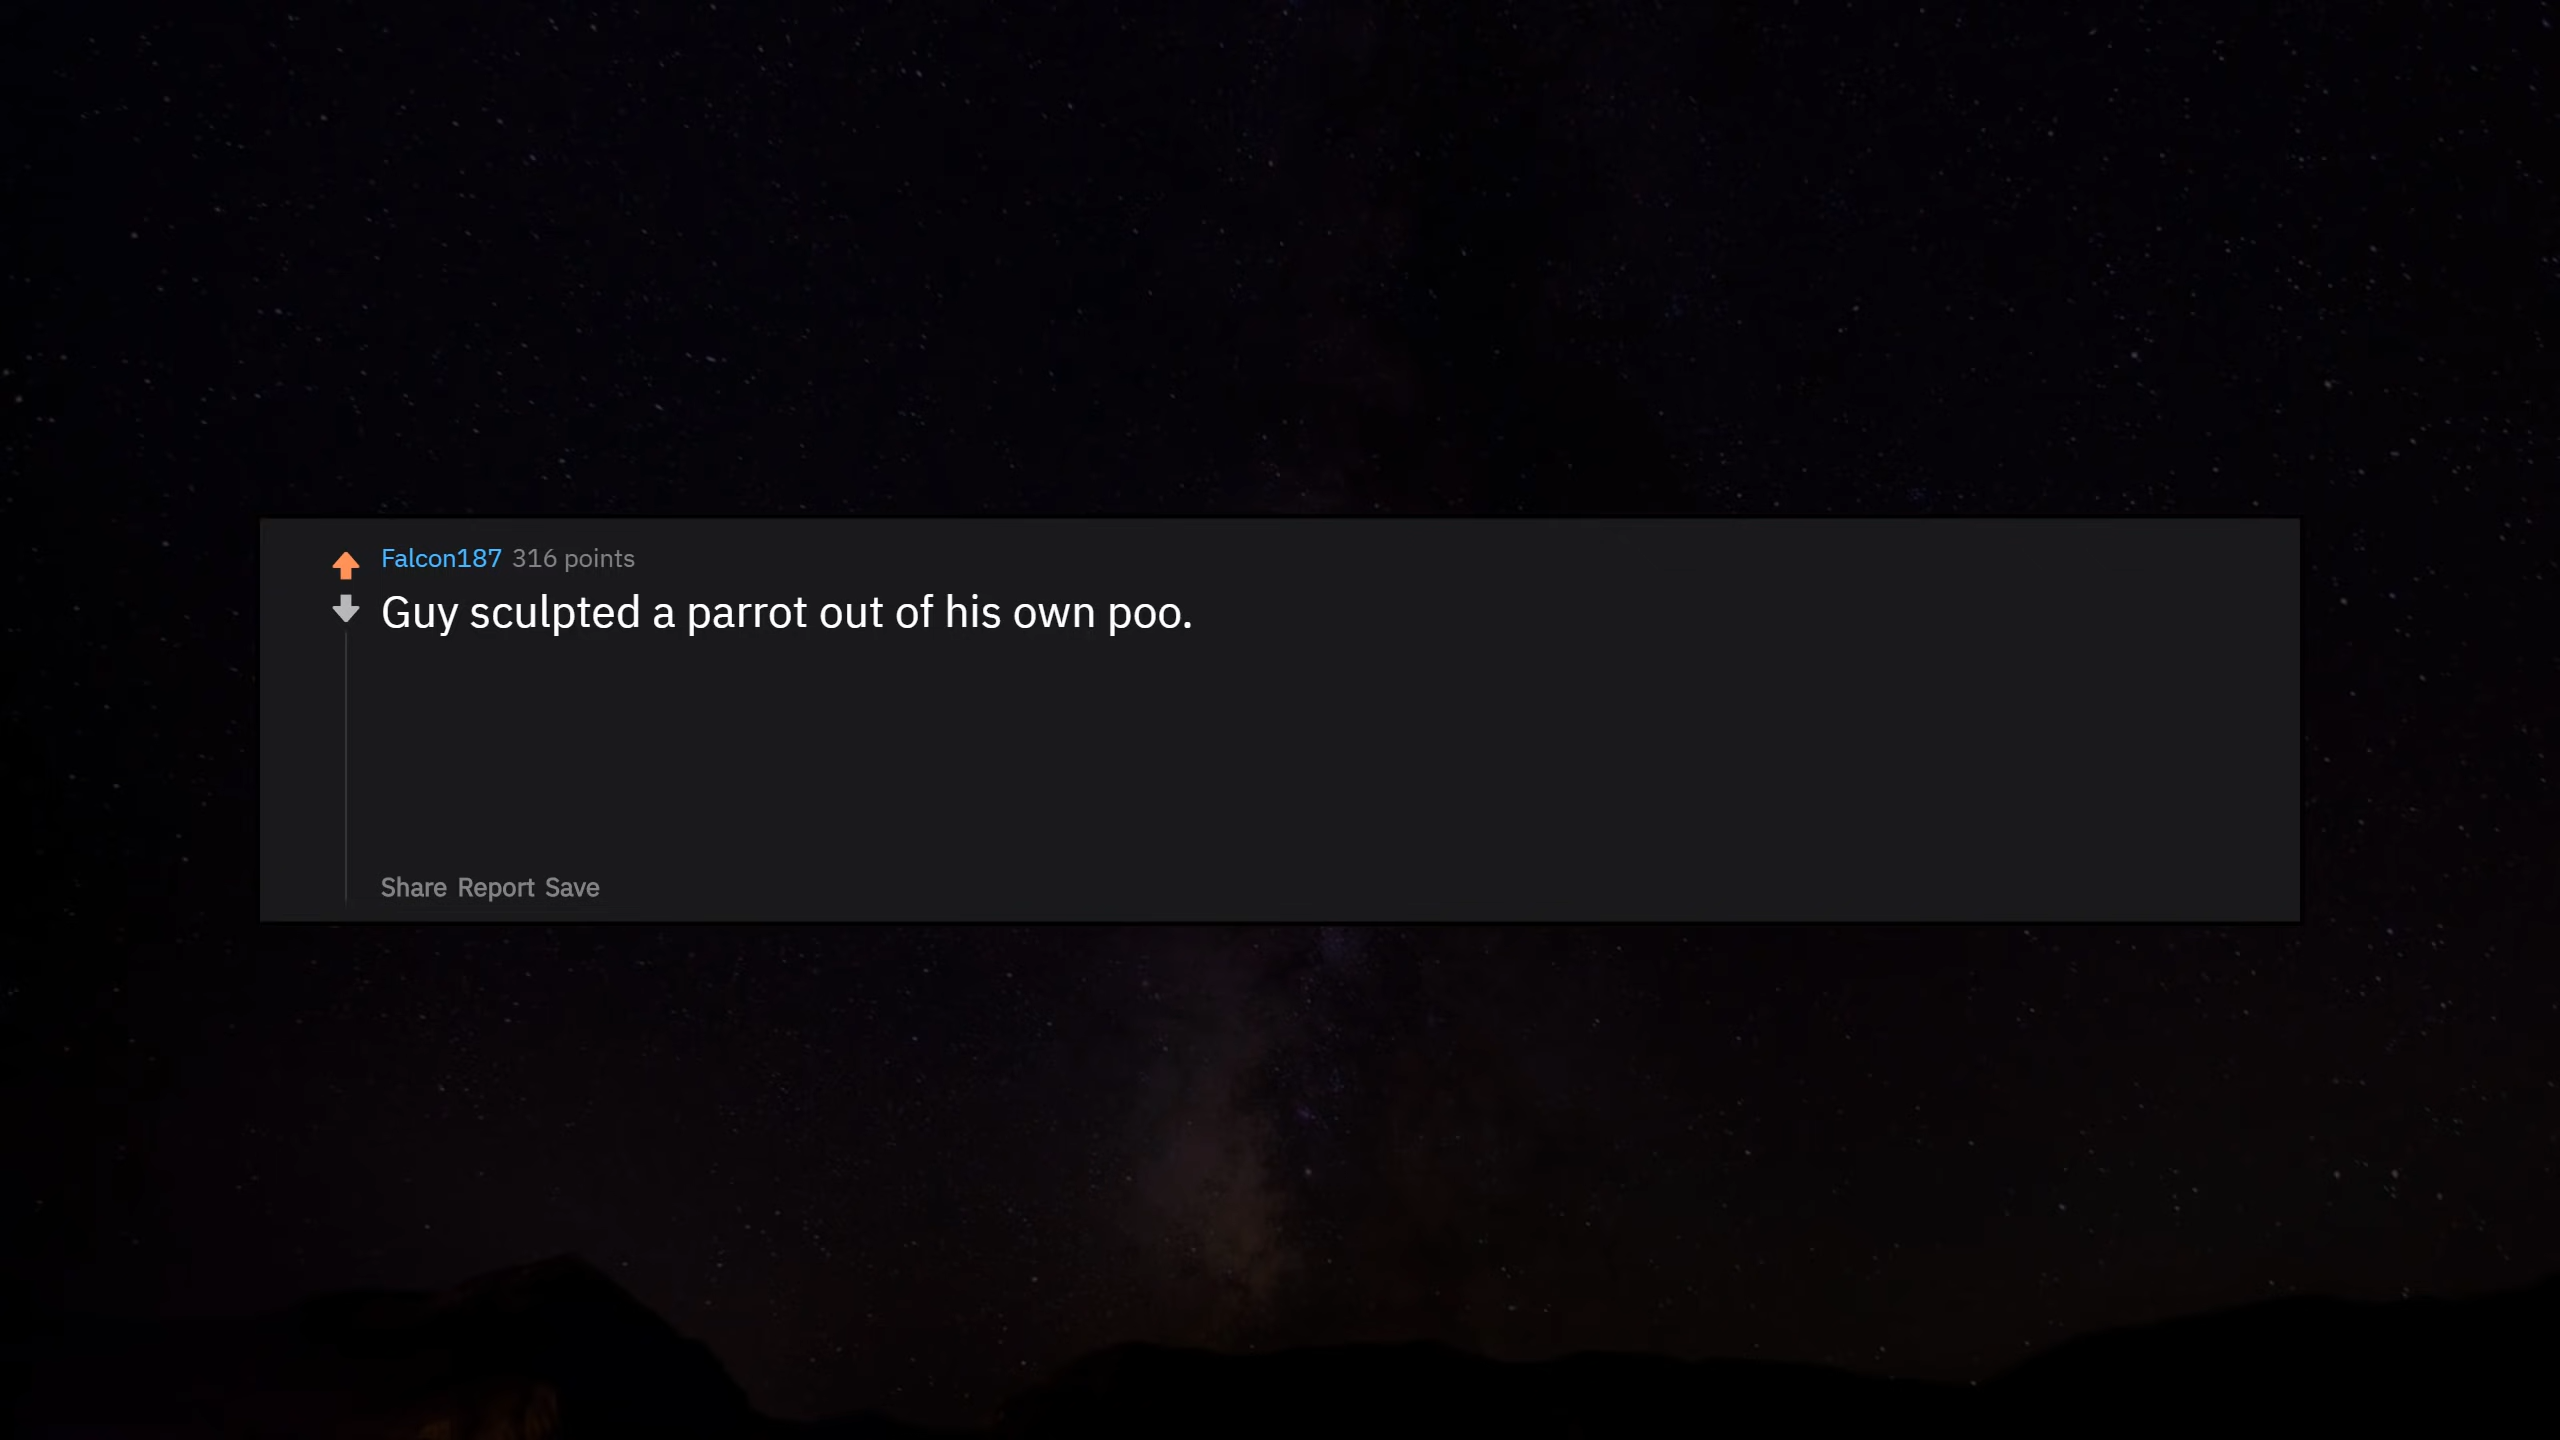 Falcon187 316 points
Guy sculpted a parrot out of his own poo.
Share Report Save